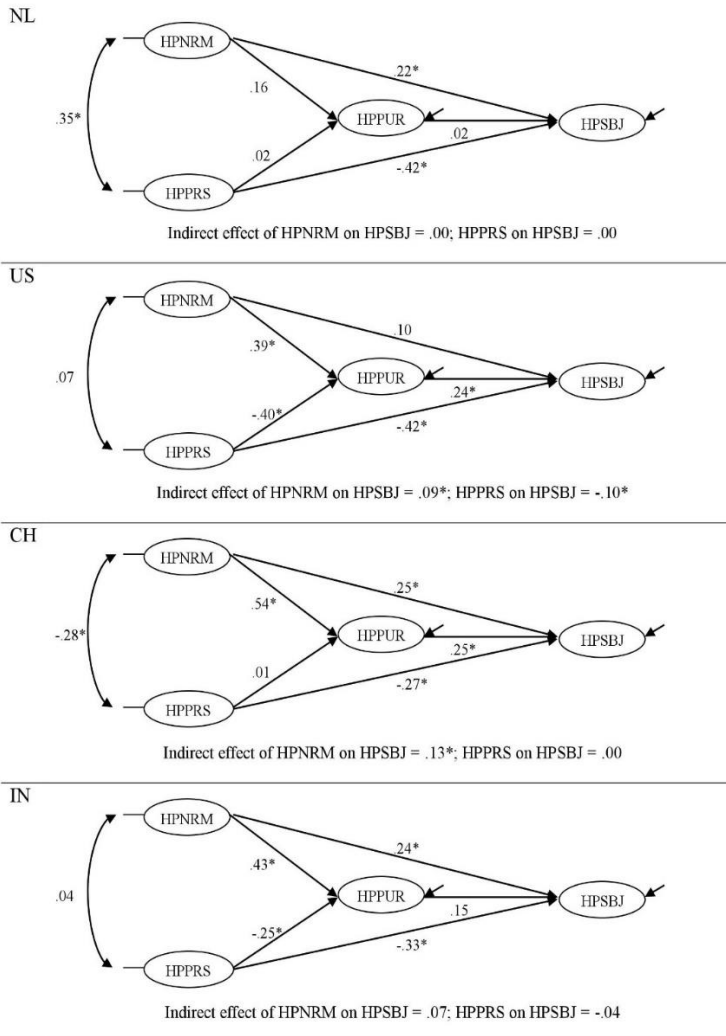 NL
HPNRM
.22*
.16
.35*
HPPUR
HPSBJ
.02
.02
-.42*
HPPRS
Indirect effect of HPNRM on HPSBJ = .00; HPPRS on HPSBJ = .00
US
HPNRM
.10
.39*
.07
HPPUR
HPSBJ
.24*
-.40*
-.42*
HPPRS
Indirect effect of HPNRM on HPSBJ = .09*; HPPRS on HPSBJ = -.10*
CH
HPNRM
.25*
.54*
-.28*
HPPUR
HPSBJ
.25*
.01
-.27*
HPPRS
Indirect effect of HPNRM on HPSBJ = .13*; HPPRS on HPSBJ = .00
IN
HPNRM
.24*
.43*
.04
HPPUR
HPSBJ
.15
-.25*
-.33*
HPPRS
Indirect effect of HPNRM on HPSBJ = .07; HPPRS on HPSBJ = -.04